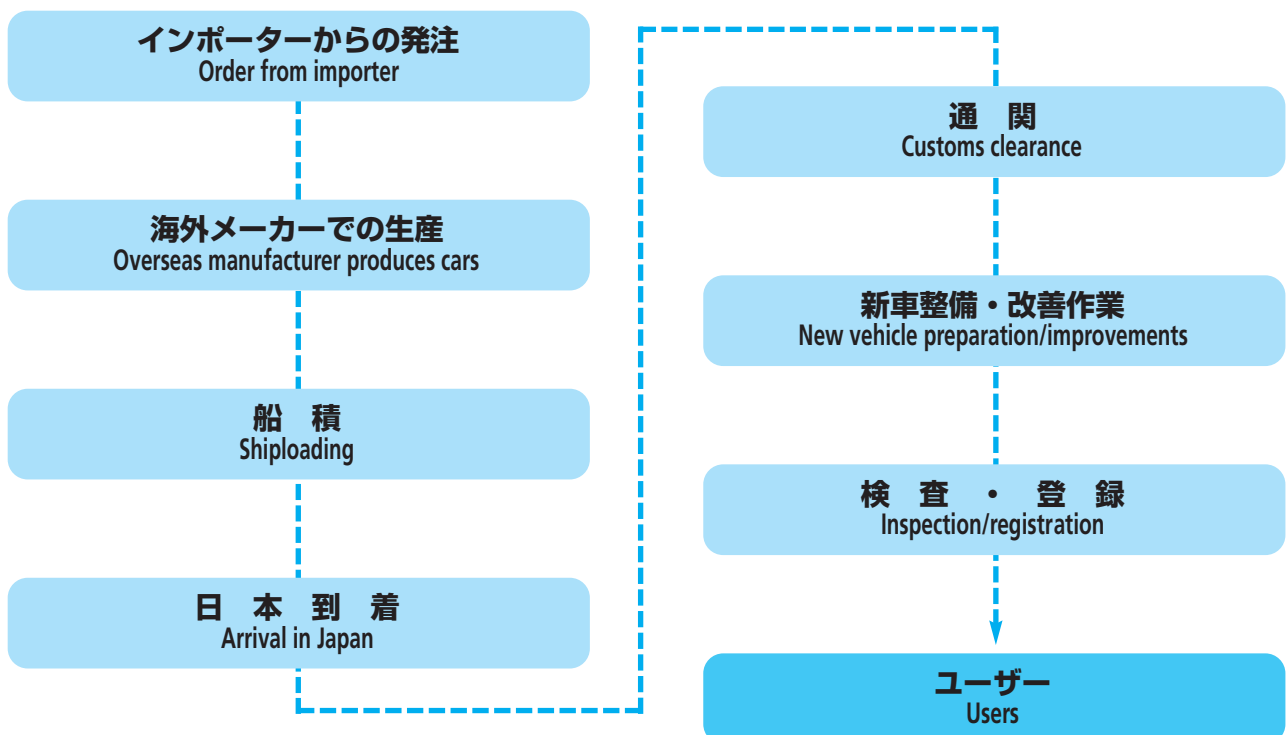 インポーターからの発注
Order from importer
海外メーカーでの生産
Overseas manufacturer produces cars
船　積
Shiploading
日　本　到　着
Arrival in Japan
通　関
Customs clearance
新車整備・改善作業
New vehicle preparation/improvements
検　査　・　登　録
Inspection/registration
ユーザー
Users